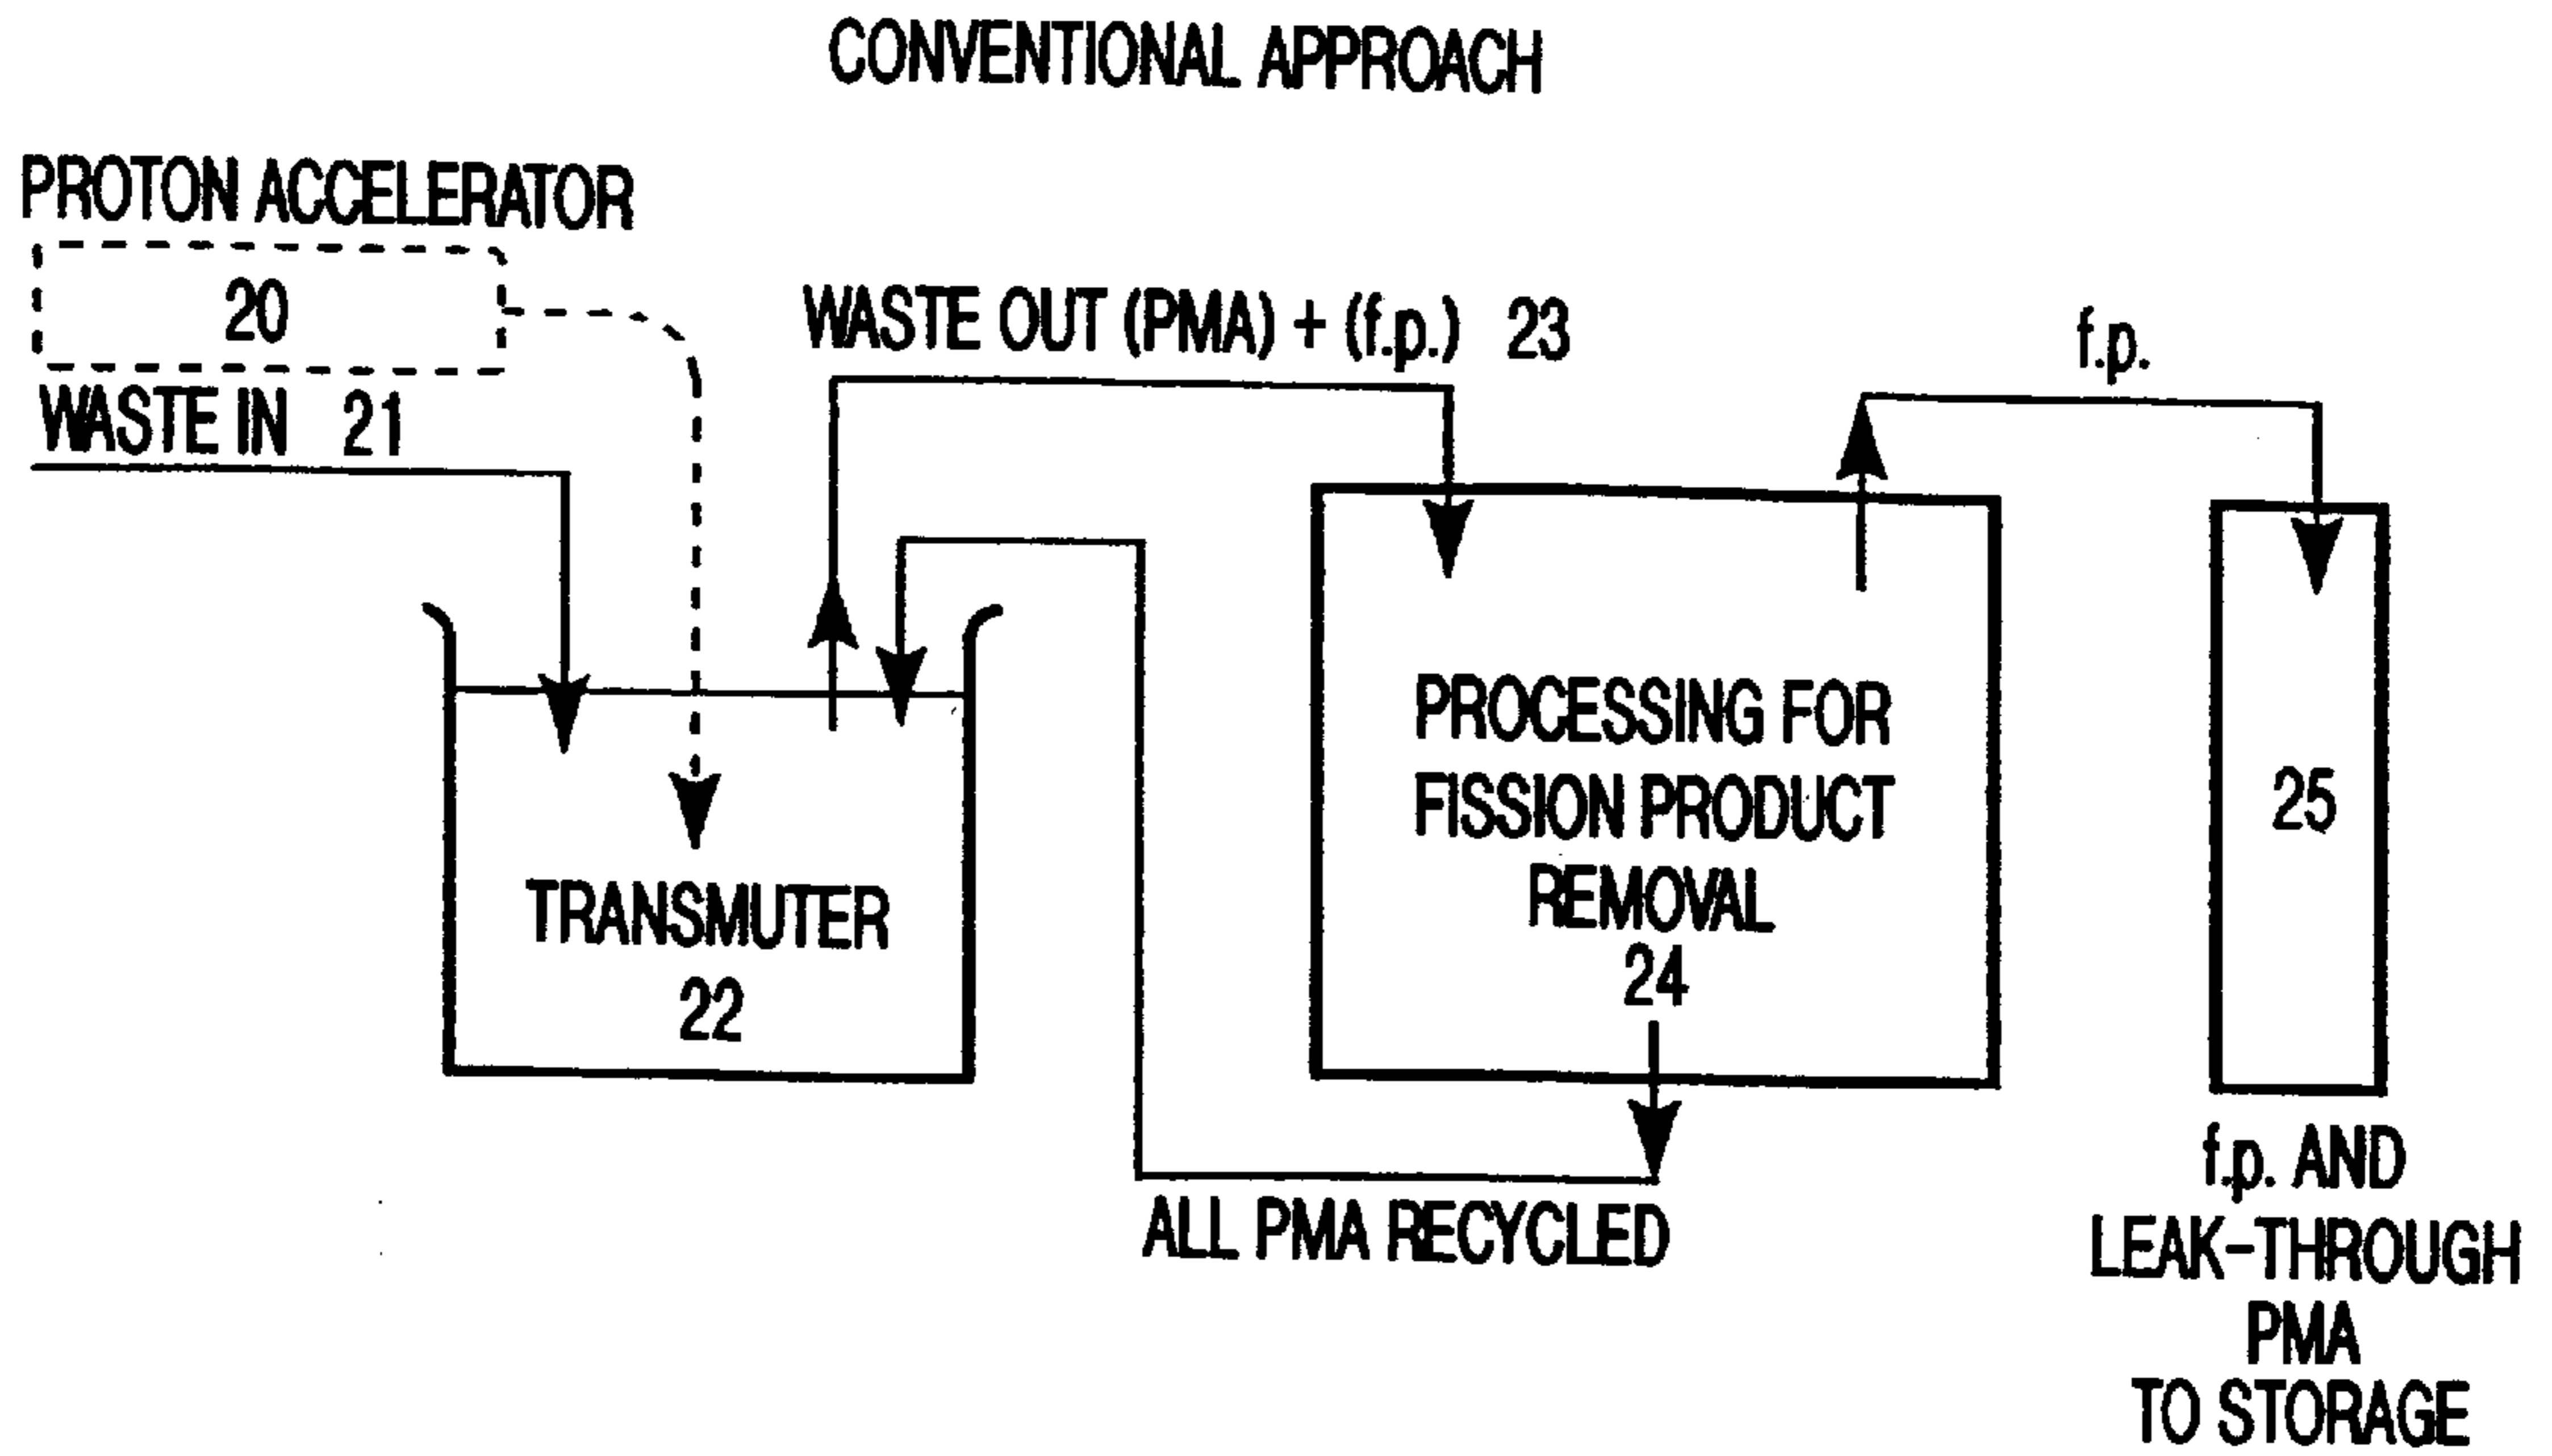 CONVENTIONAL APPROACH
PROTON ACCELERATOR
20
WASTE IN 21
WASTE OUT (PMA) + (f.p.) 23
f.p.
TRANSMUTER
22
PROCESSING FOR
FISSION PRODUCT
REMOVAL
24
25
ALL PMA RECYCLED
f.p. AND
LEAK-THROUGH
PMA
TO STORAGE